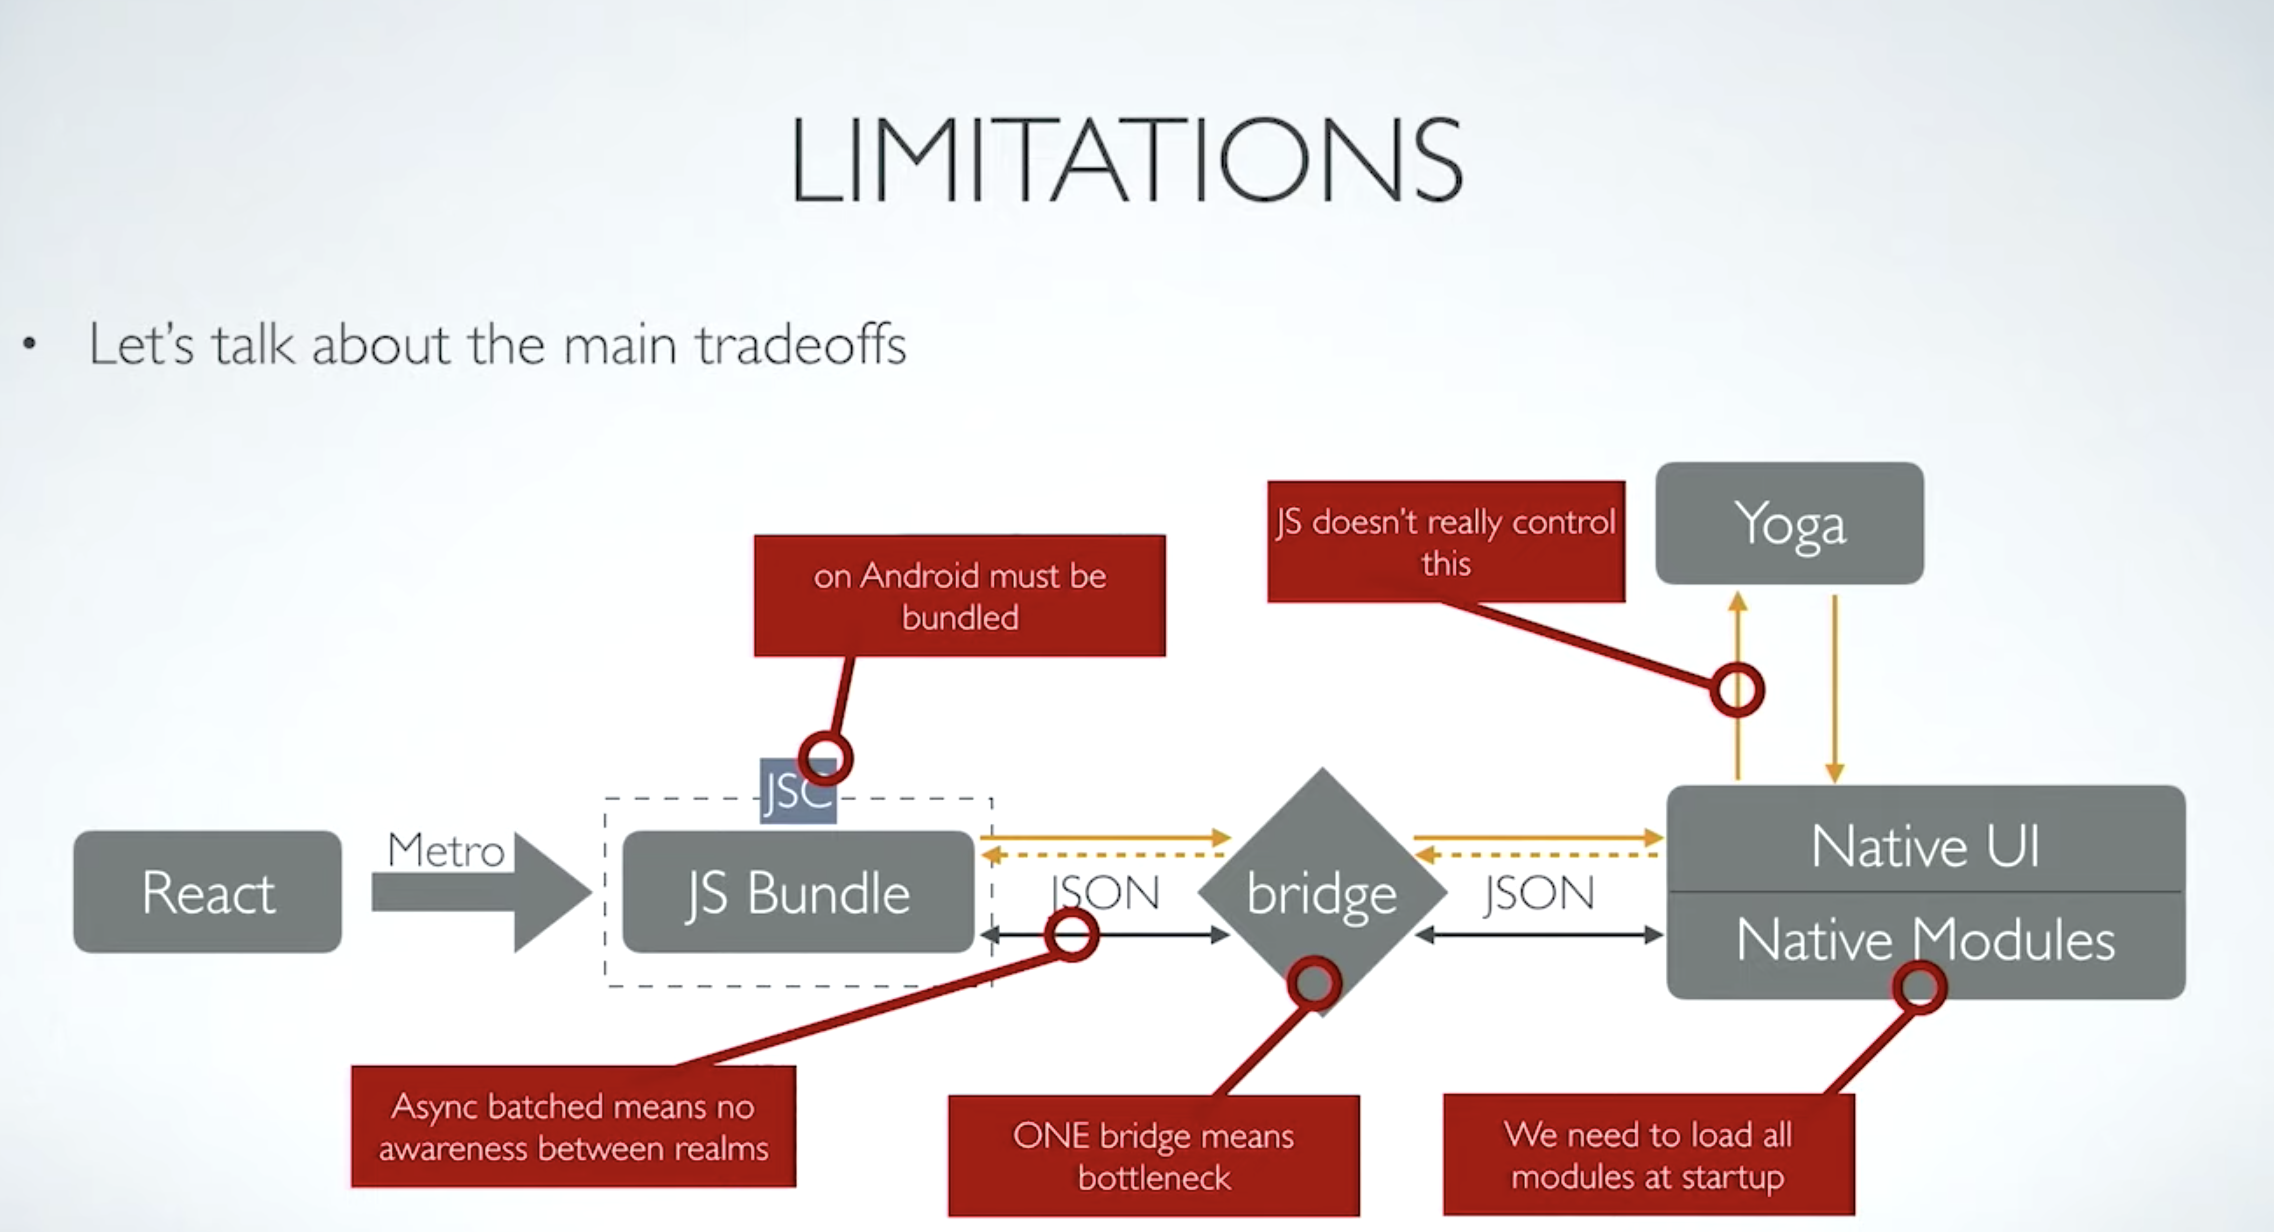 LIMITATIONS
• Let's talk about the main tradeoffs
JS doesn't really control
this
Yoga
on Android must be
bundled
JSC
React
Metro
JS Bundle
JSON
bridge
JSON
Native UI
Native Modules
Async batched means no
awareness between realms
ONE bridge means
bottleneck
We need to load all
modules at startup